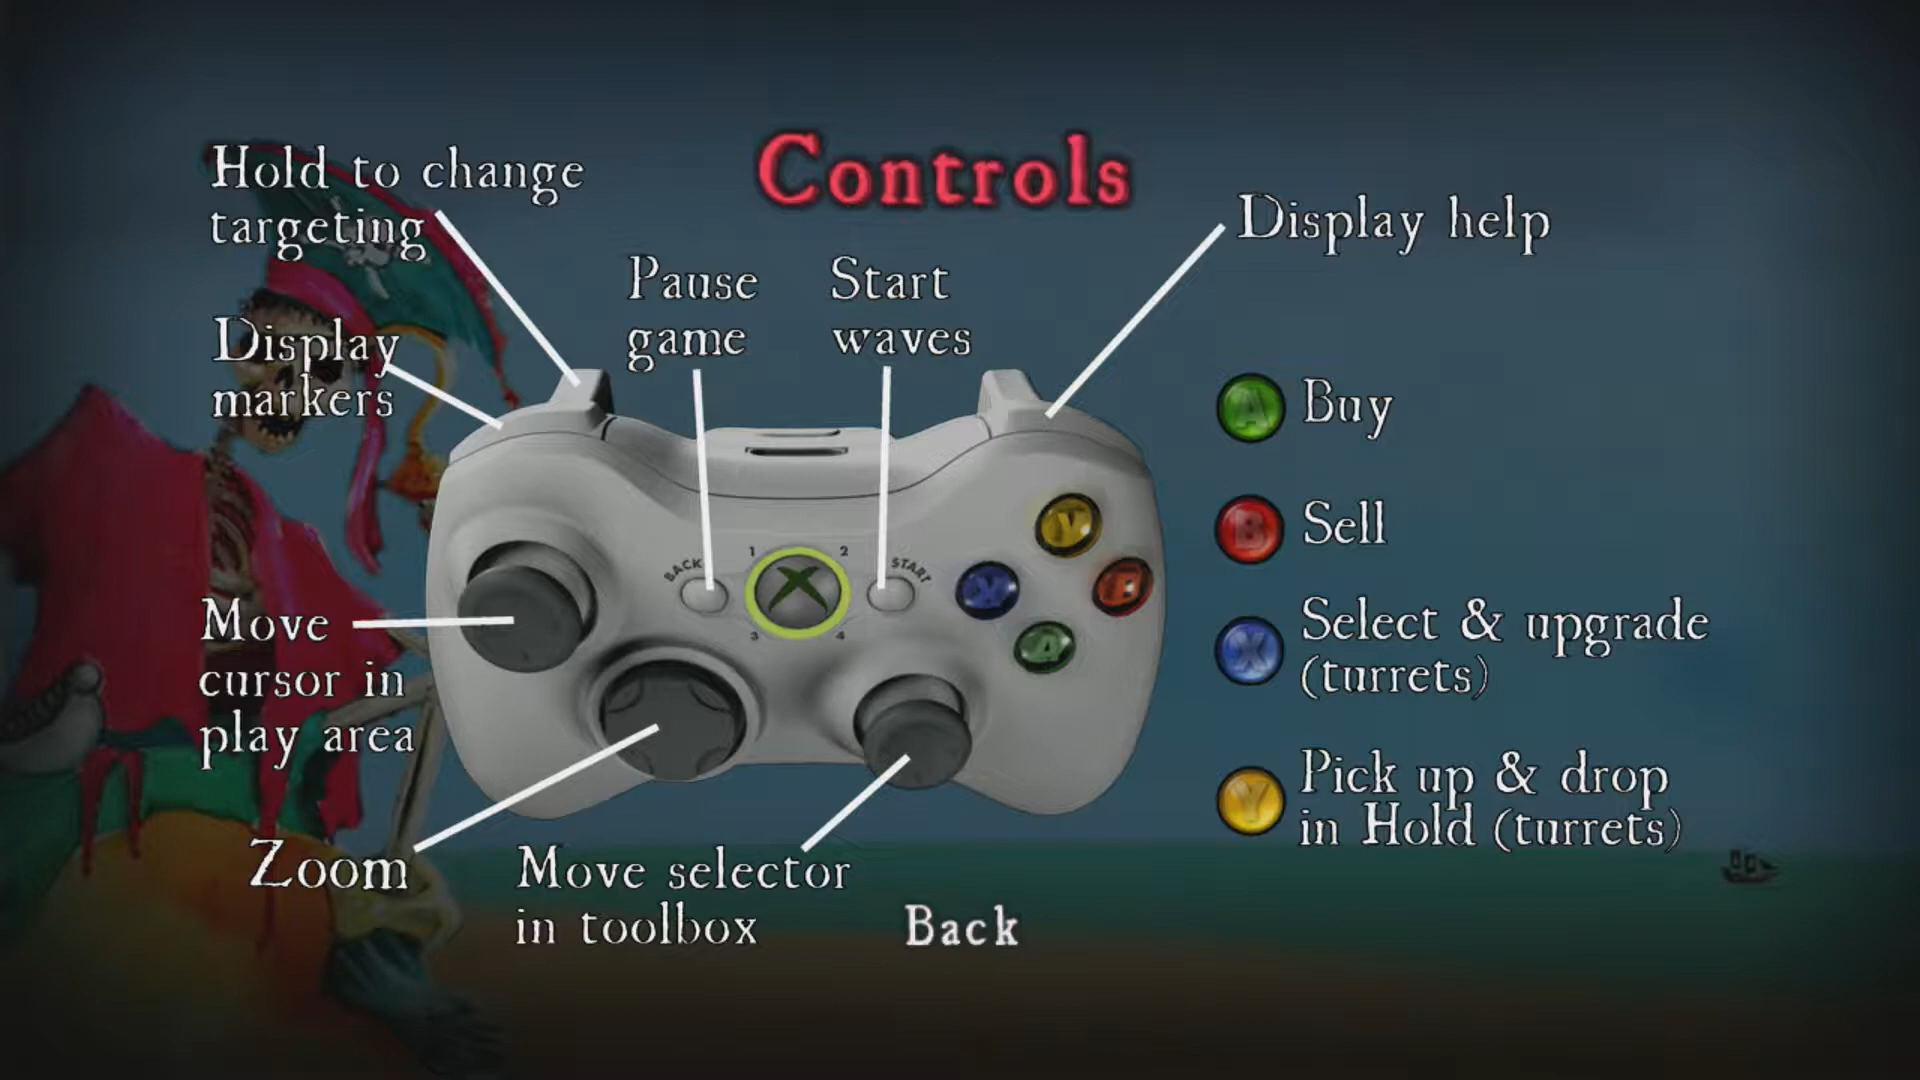 Controls
Hold to change
targeting
Display help
Pause
game
Start
waves
Display
markers
A Buy
B Sell
X Select & upgrade
(turrets)
Y Pick up & drop
in Hold (turrets)
BACK
1
2
3
4
START
Y
X
B
A
Move
cursor in
play area
Zoom
Move selector
in toolbox
Back